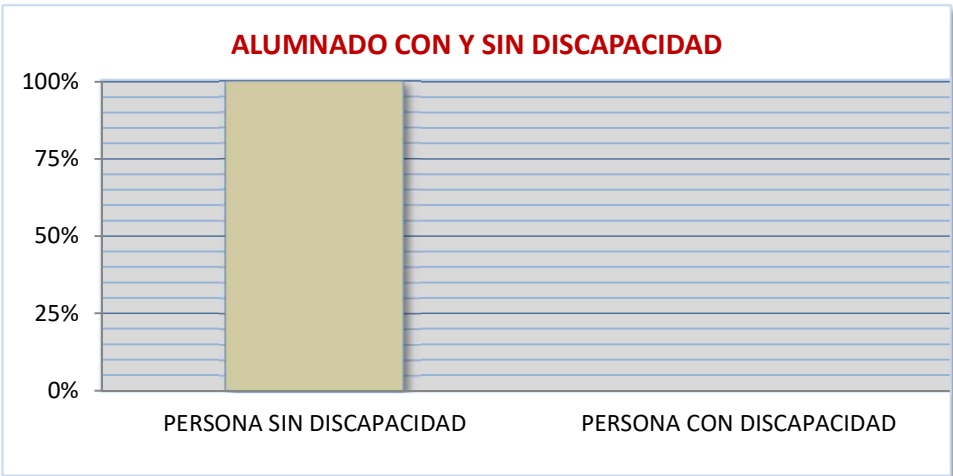 ALUMNADO CON Y SIN DISCAPACIDAD
100%
75%
50%
25%
0%
PERSONA SIN DISCAPACIDAD PERSONA CON DISCAPACIDAD